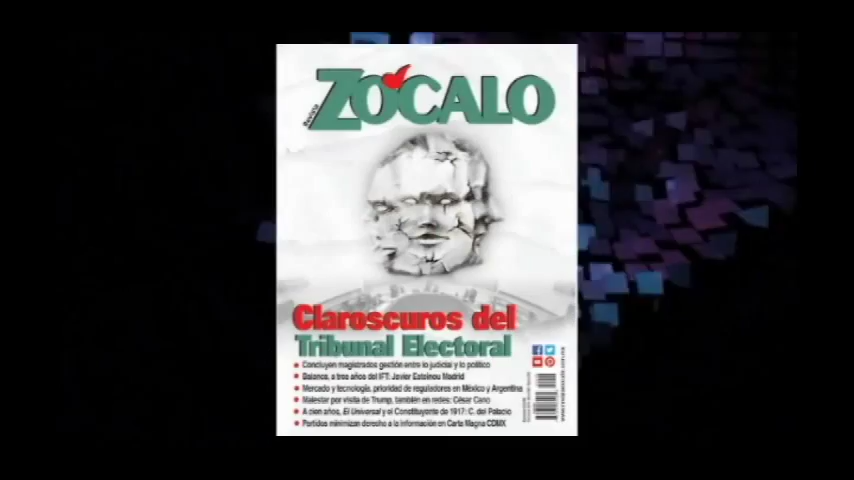 Revista
ZÓCALO
Claroscuros del
Tribunal Electoral
• Concluyen magistrados gestión entre lo judicial y lo político
• Balance, a tres años del IFT: Javier Esteinou Madrid
• Mercado y tecnología, prioridad de reguladores en México y Argentina
• Malestar por visita de Trump, también en redes: César Cano
• A cien años, El Universal y el Constituyente de 1917: C. del Palacio
• Partidos minimizan derecho a la información en Carta Magna CDMX